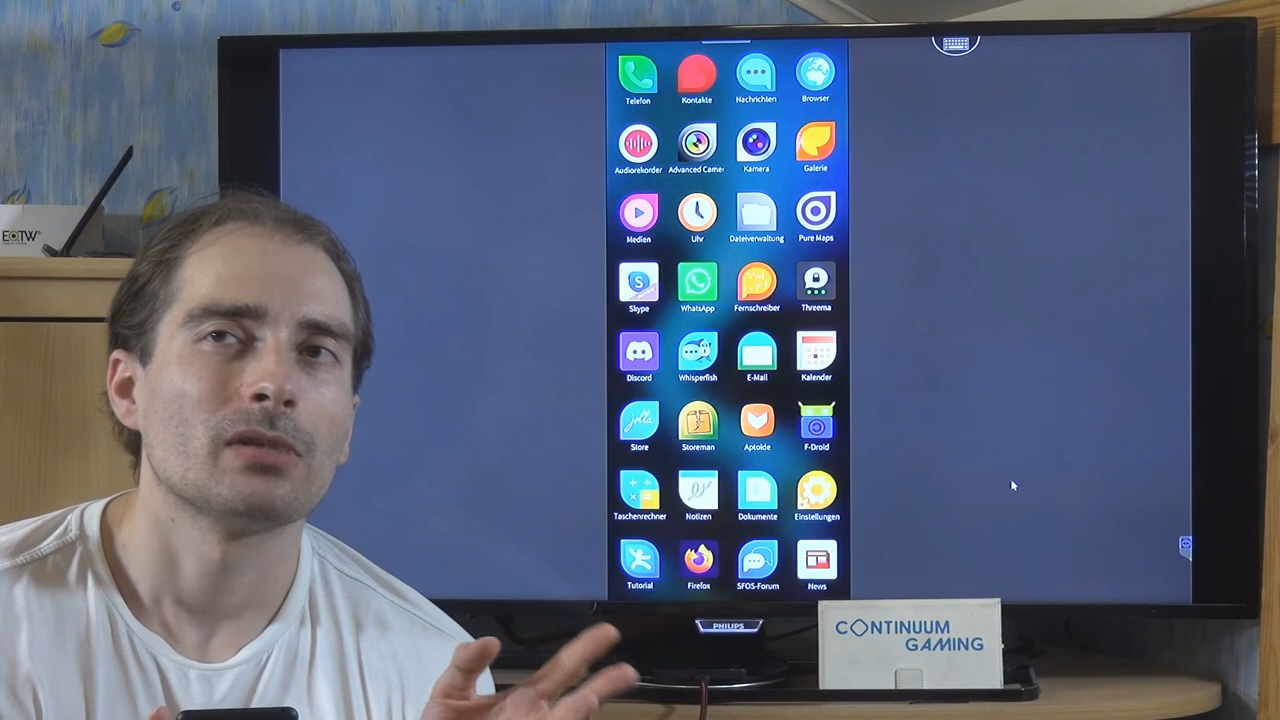 Telefon Kontakte Nachrichten Browser
Audiorekorder Advanced Camer Kamera Galerie
Medien Uhr Dateiverwaltung Pure Maps
Skype WhatsApp Fernschreiber Threema
Discord Whisperfish E-Mail Kalender
jolla
Store Storeman Aptoide F-Droid
Taschenrechner Notizen Dokumente Einstellungen
Tutorial Firefox SFOS-Forum News
EOTW
PHILIPS
CONTINUUM
GAMING